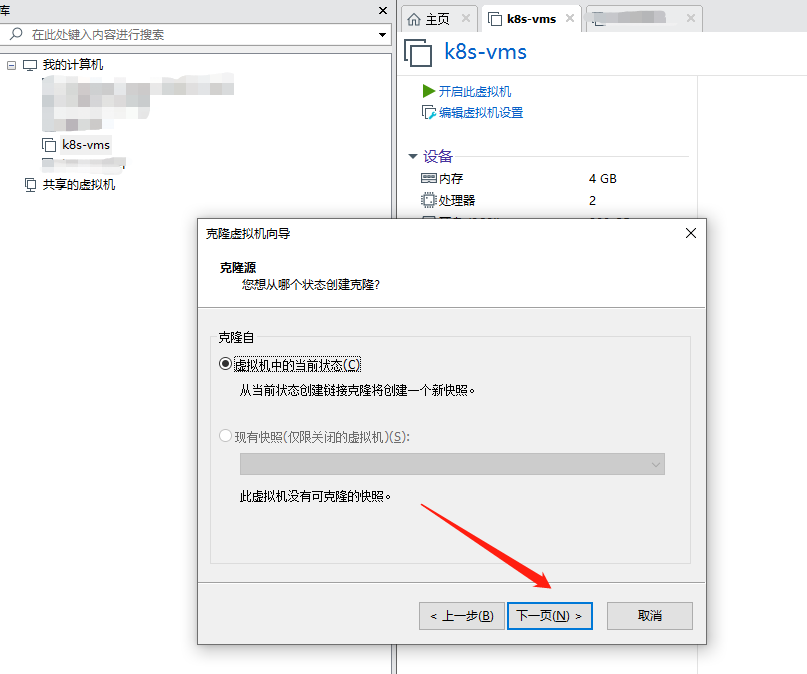 库
在此处键入内容进行搜索
我的计算机
k8s-vms
共享的虚拟机
主页
k8s-vms
k8s-vms
开启此虚拟机
编辑虚拟机设置
设备
内存 4 GB
处理器 2
克隆虚拟机向导
克隆源
您想从哪个状态创建克隆?
克隆自
虚拟机中的当前状态(C)
从当前状态创建链接克隆将创建一个新快照。
现有快照(仅限关闭的虚拟机)(S):
此虚拟机没有可克隆的快照。
< 上一步(B) 下一页(N) > 取消